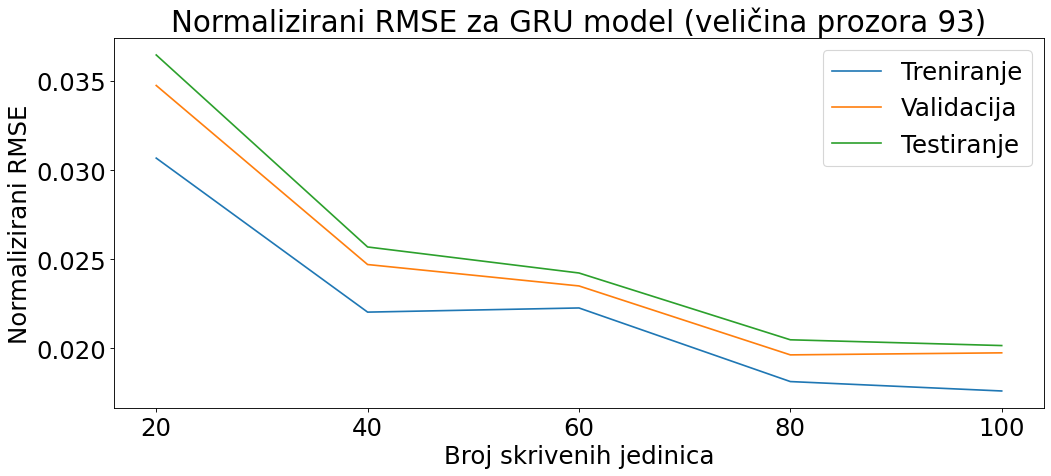 Normalizirani RMSE za GRU model (veličina prozora 93)
Treniranje
Validacija
Testiranje
Normalizirani RMSE
0.035
0.030
0.025
0.020
20 40 60 80 100
Broj skrivenih jedinica